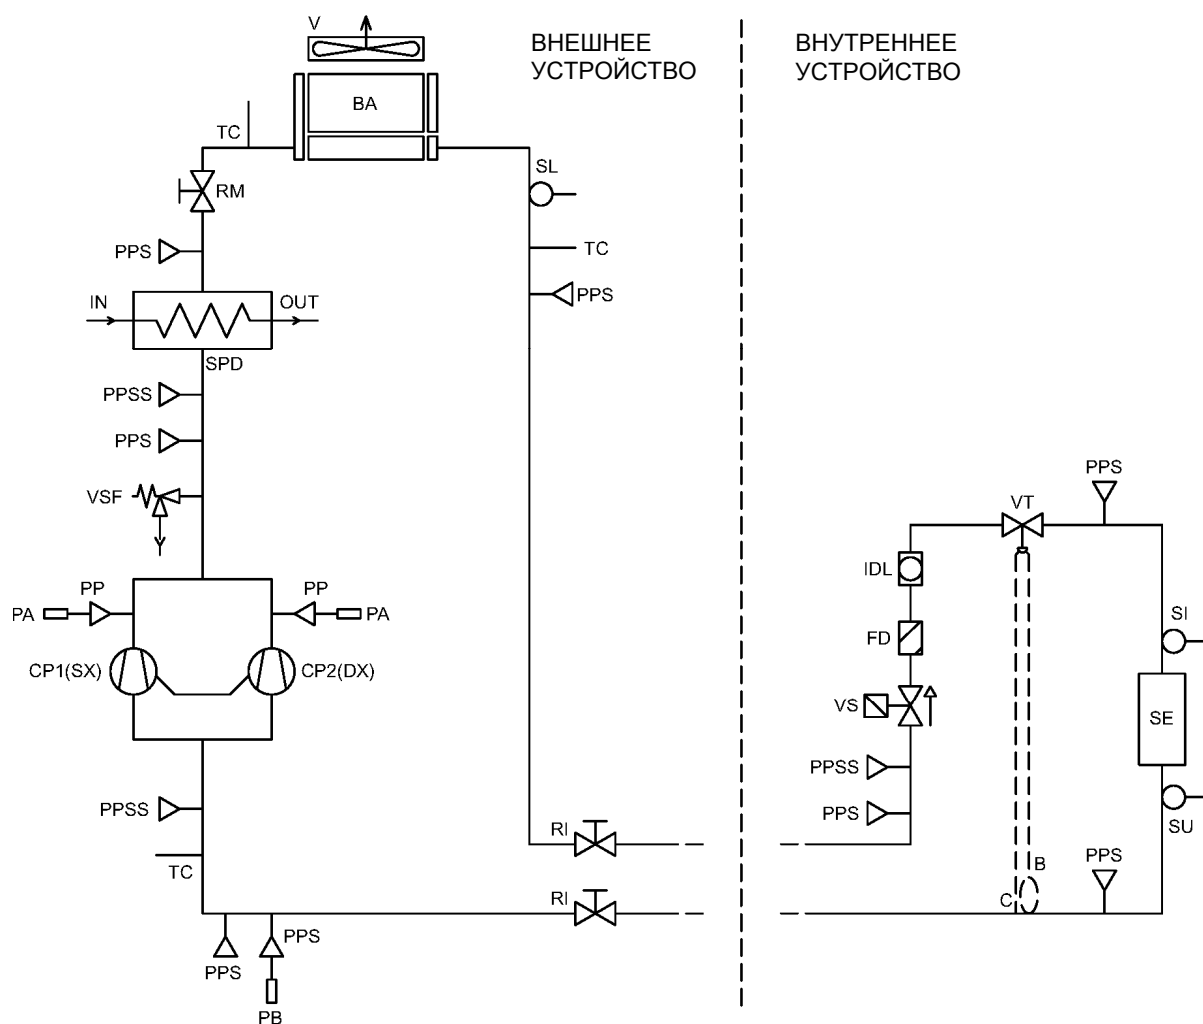 V
ВНЕШНЕЕ
УСТРОЙСТВО
ВНУТРЕННЕЕ
УСТРОЙСТВО
BA
TC
SL
RM
TC
PPS
PPS
IN
OUT
SPD
PPSS
PPS
VSF
PPS
VT
IDL
PP
PP
PA
PA
SI
FD
CP1(SX)
CP2(DX)
VS
SE
PPSS
PPSS
PPS
SU
RI
TC
B
PPS
RI
C
PPS
PPS
PB